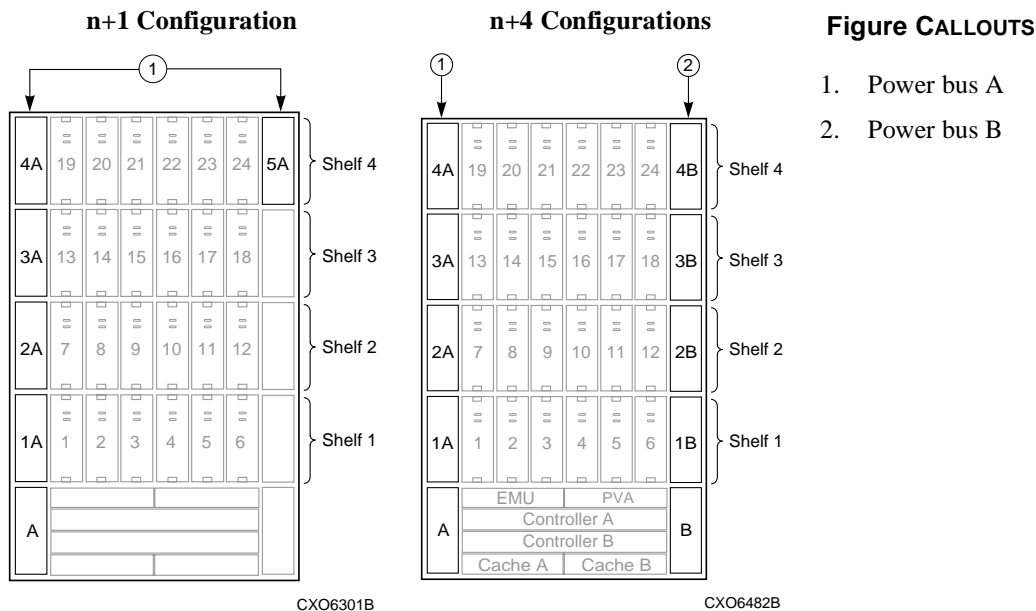 n+1 Configuration
1
4A 19 20 21 22 23 24 5A Shelf 4
3A 13 14 15 16 17 18 Shelf 3
2A 7 8 9 10 11 12 Shelf 2
1A 1 2 3 4 5 6 Shelf 1
A
CXO6301B
n+4 Configurations
1 2
4A 19 20 21 22 23 24 4B Shelf 4
3A 13 14 15 16 17 18 3B Shelf 3
2A 7 8 9 10 11 12 2B Shelf 2
1A 1 2 3 4 5 6 1B Shelf 1
EMU PVA
Controller A
A B
Controller B
Cache A Cache B
CXO6482B
Figure CALLOUTS
1. Power bus A
2. Power bus B